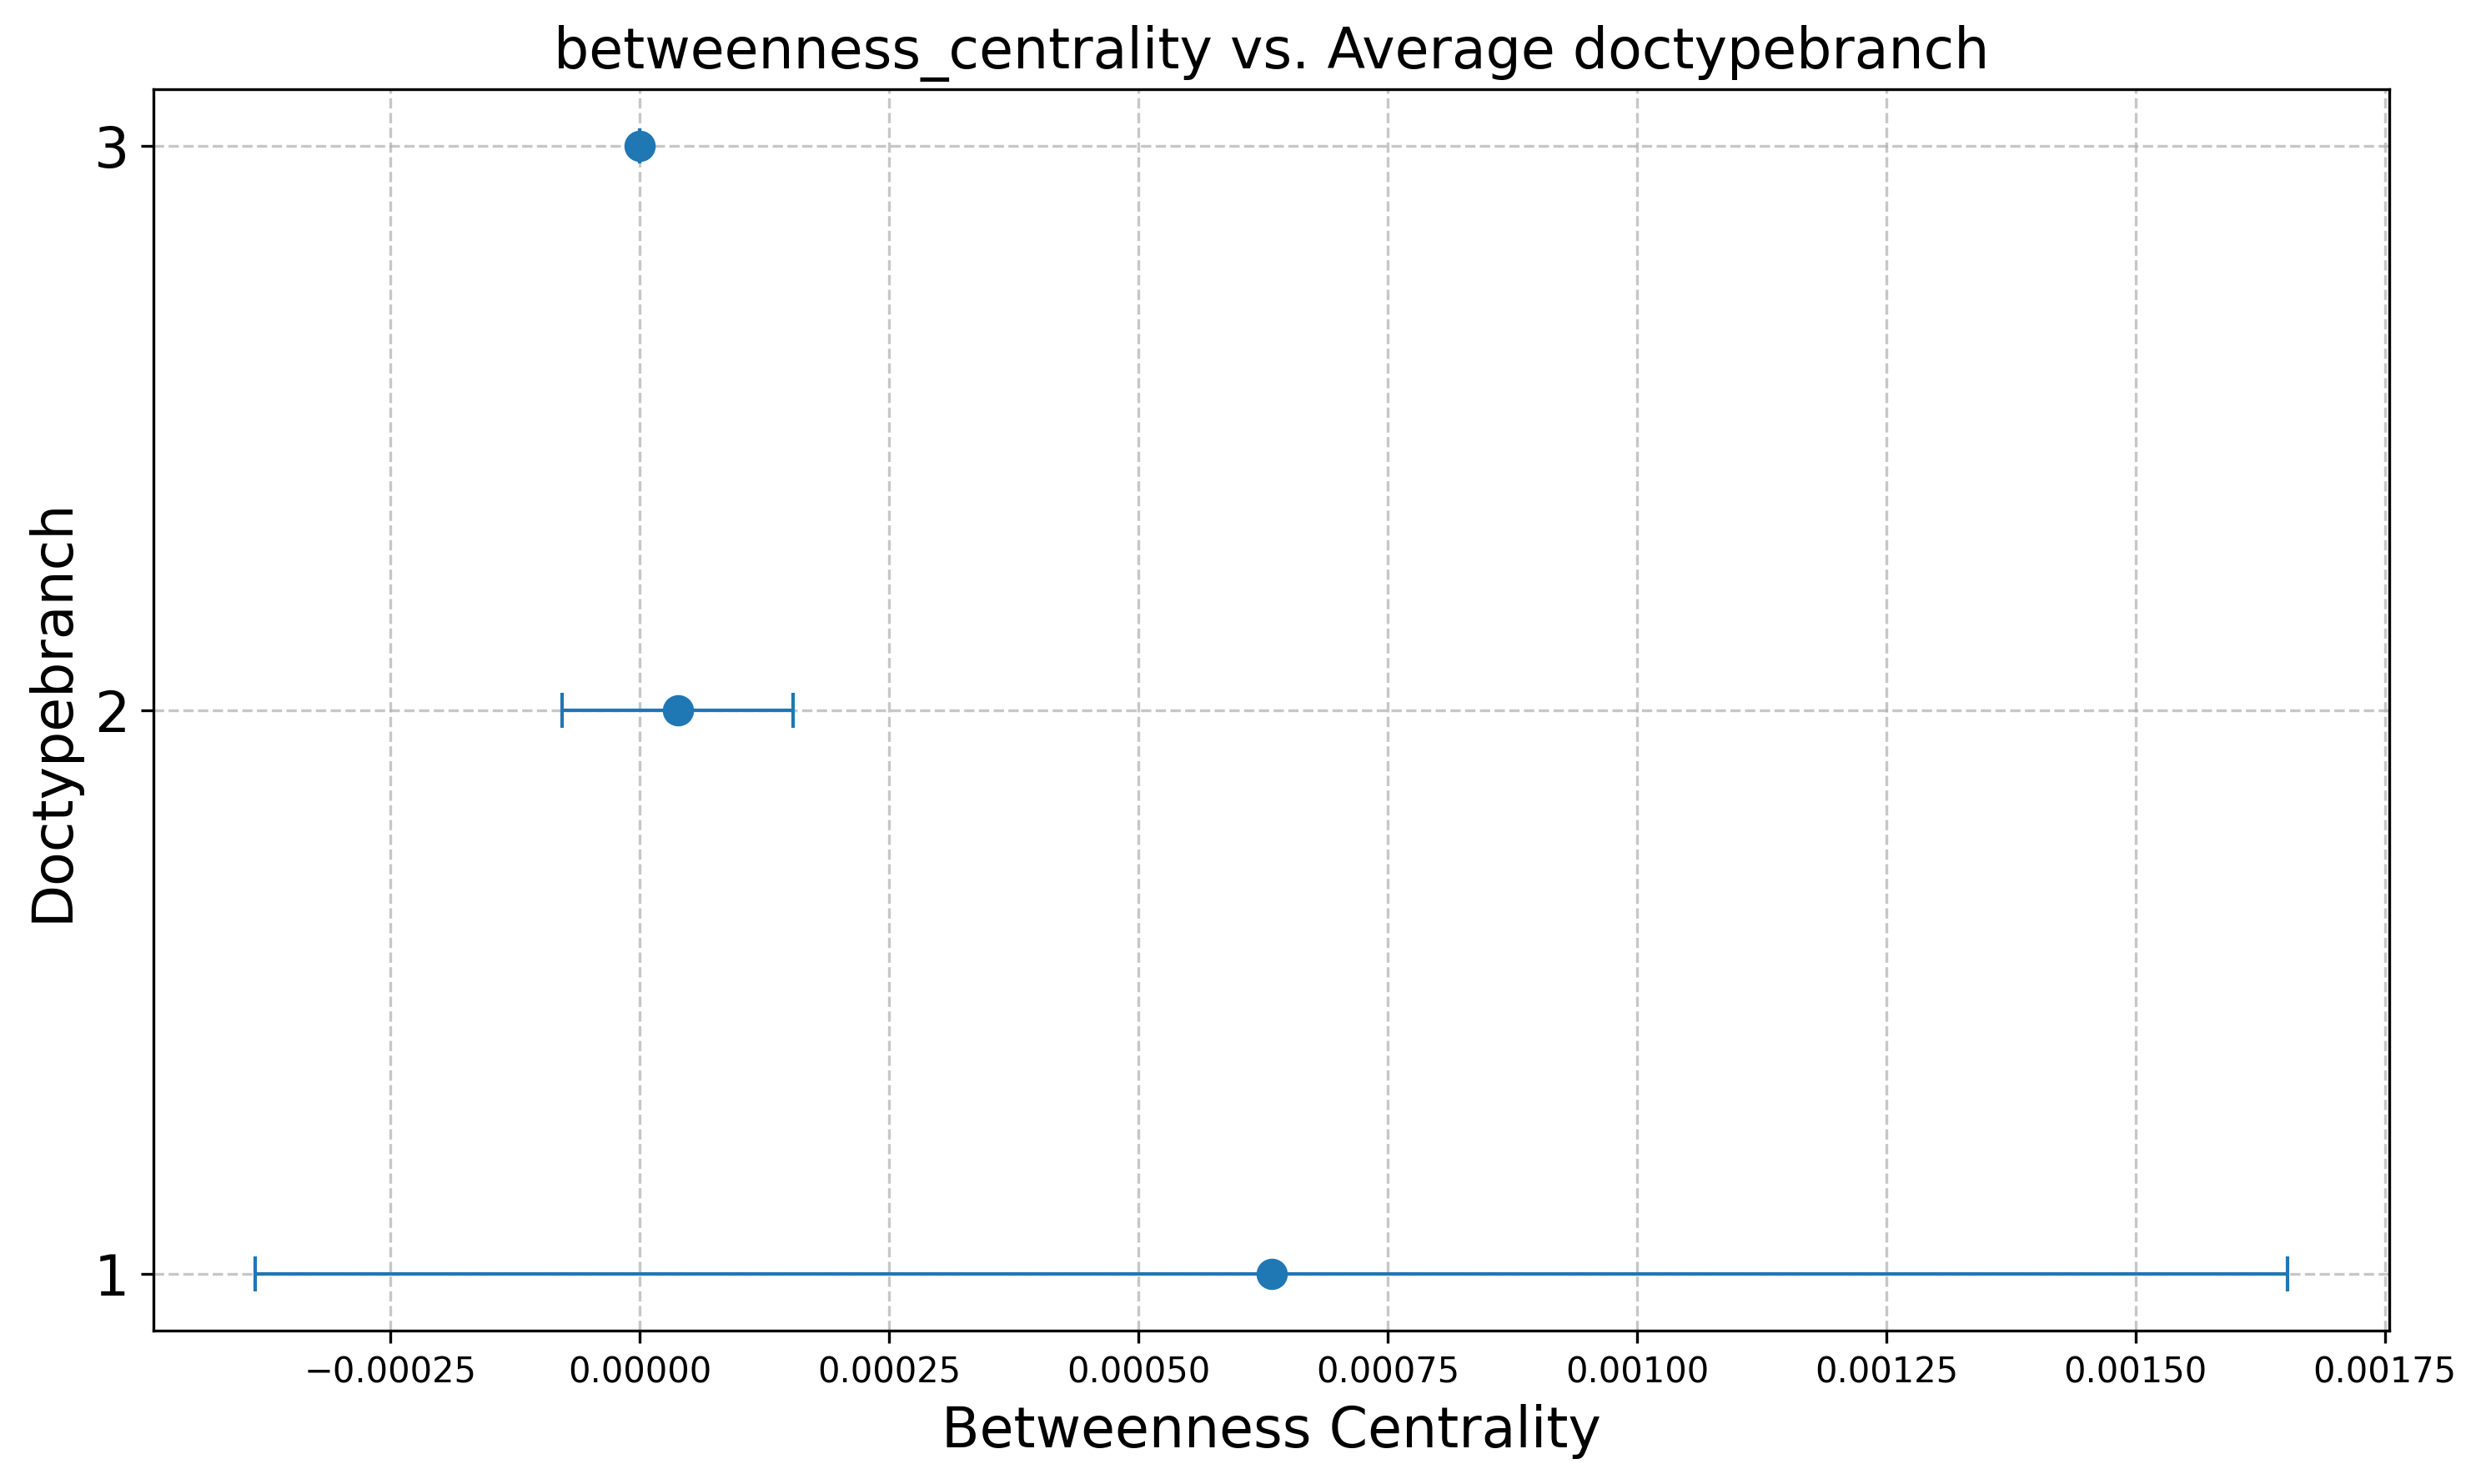 betweenness_centrality vs. Average doctypebranch
3
2
1
Doctypebranch
−0.00025 0.00000 0.00025 0.00050 0.00075 0.00100 0.00125 0.00150 0.00175
Betweenness Centrality